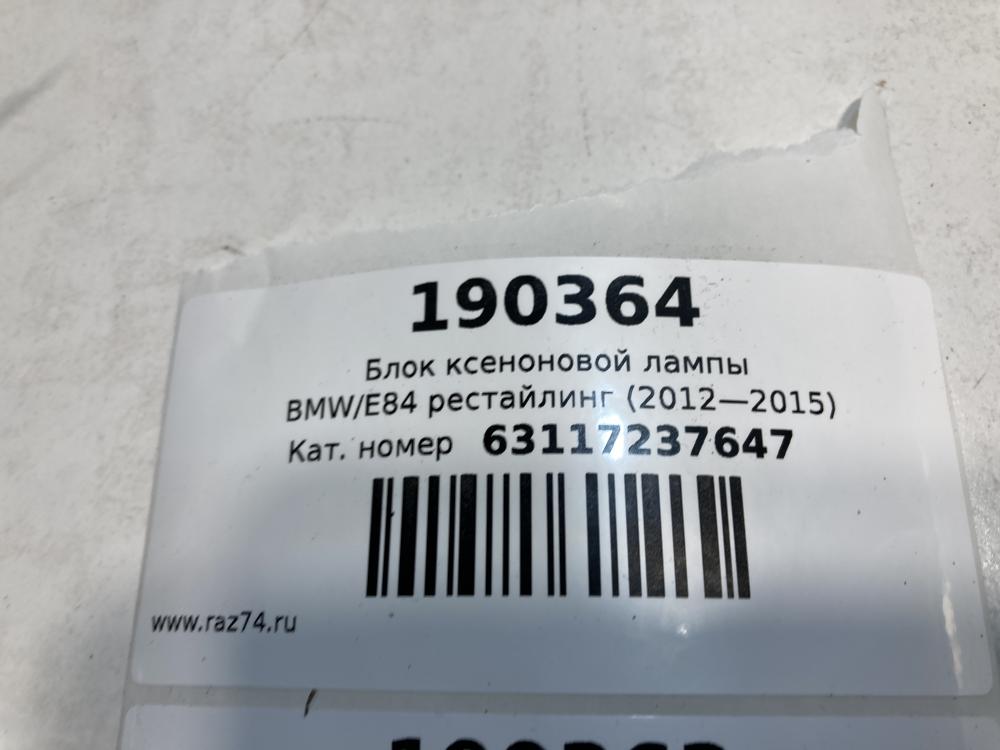 190364
Блок ксеноновой лампы
BMW/E84 рестайлинг (2012—2015)
Кат. номер 63117237647
www.raz74.ru